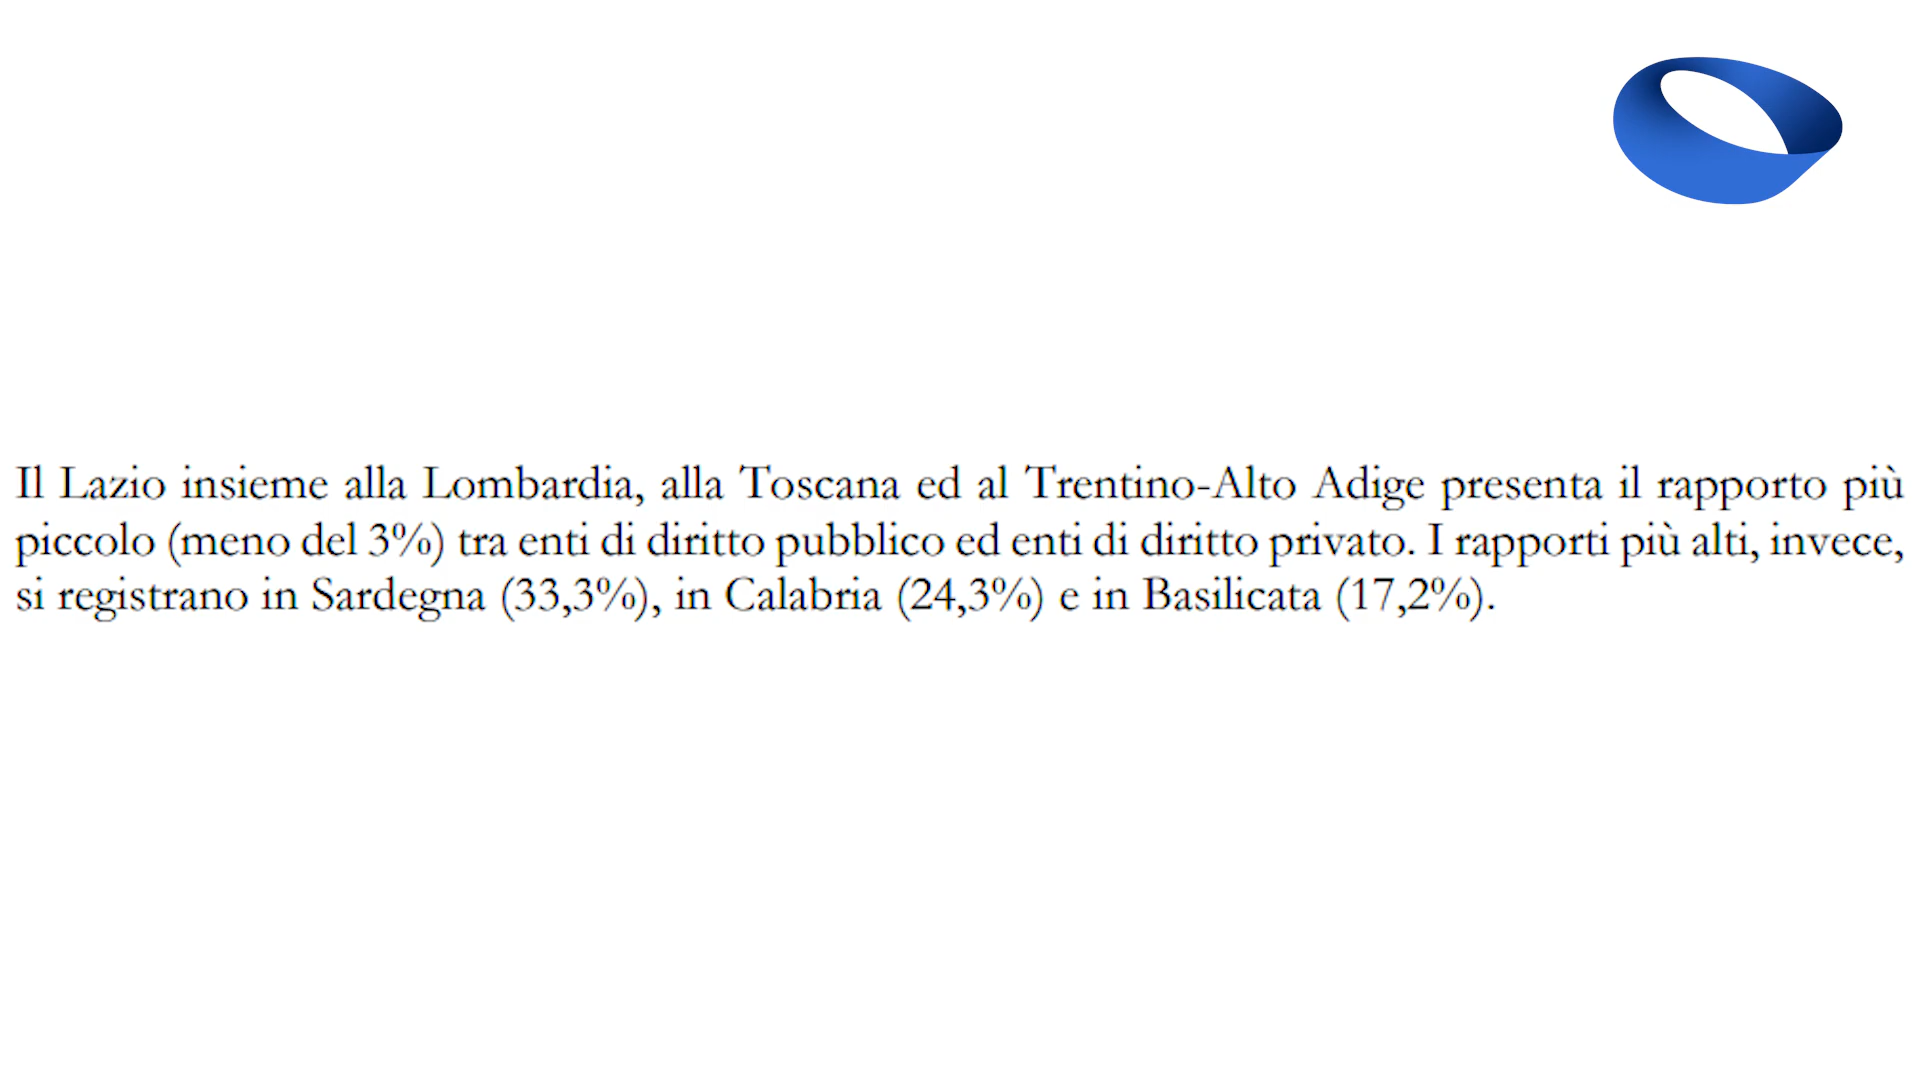 Il Lazio insieme alla Lombardia, alla Toscana ed al Trentino-Alto Adige presenta il rapporto più
piccolo (meno del 3%) tra enti di diritto pubblico ed enti di diritto privato. I rapporti più alti, invece,
si registrano in Sardegna (33,3%), in Calabria (24,3%) e in Basilicata (17,2%).